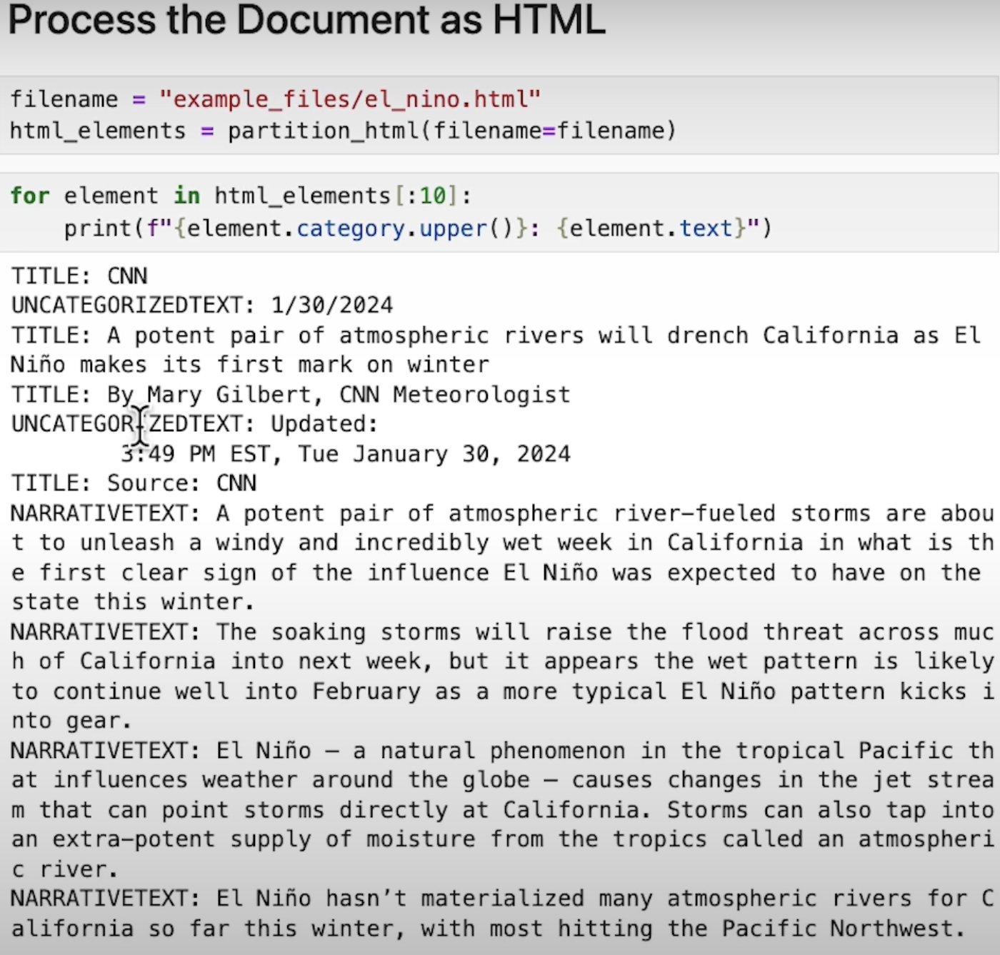 Process the Document as HTML
filename = "example_files/el_nino.html"
html_elements = partition_html(filename=filename)
for element in html_elements[:10]:
    print(f"{element.category.upper()}: {element.text}")
TITLE: CNN
UNCATEGORIZEDTEXT: 1/30/2024
TITLE: A potent pair of atmospheric rivers will drench California as El
Niño makes its first mark on winter
TITLE: By Mary Gilbert, CNN Meteorologist
UNCATEGORIZEDTEXT: Updated:
        3:49 PM EST, Tue January 30, 2024
TITLE: Source: CNN
NARRATIVETEXT: A potent pair of atmospheric river-fueled storms are abou
t to unleash a windy and incredibly wet week in California in what is th
e first clear sign of the influence El Niño was expected to have on the
state this winter.
NARRATIVETEXT: The soaking storms will raise the flood threat across muc
h of California into next week, but it appears the wet pattern is likely
to continue well into February as a more typical El Niño pattern kicks i
nto gear.
NARRATIVETEXT: El Niño – a natural phenomenon in the tropical Pacific th
at influences weather around the globe – causes changes in the jet strea
m that can point storms directly at California. Storms can also tap into
an extra-potent supply of moisture from the tropics called an atmospheri
c river.
NARRATIVETEXT: El Niño hasn’t materialized many atmospheric rivers for C
alifornia so far this winter, with most hitting the Pacific Northwest.